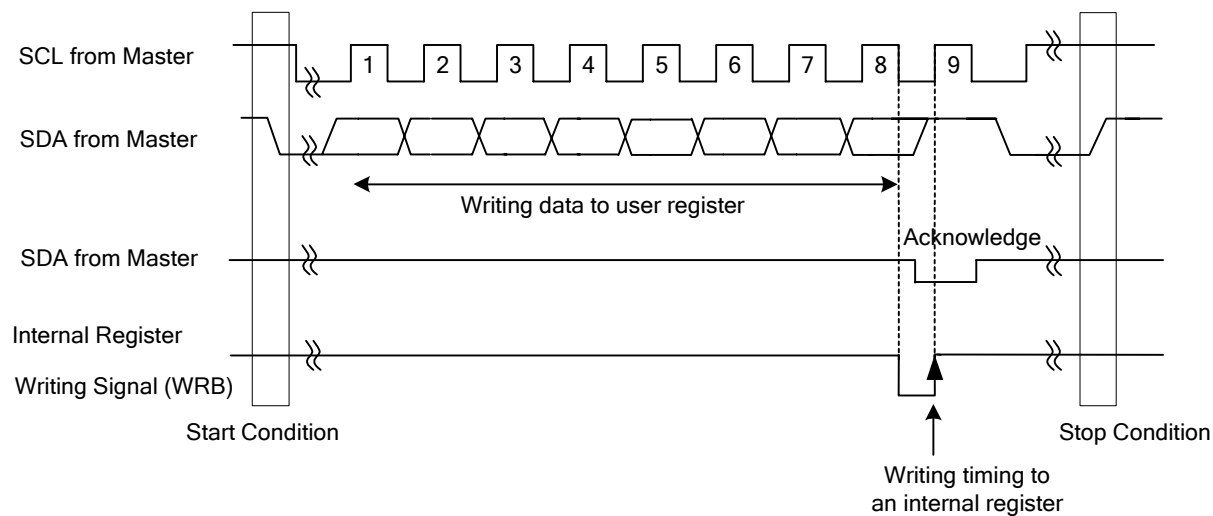 SCL from Master
1 2 3 4 5 6 7 8 9
SDA from Master
Writing data to user register
Acknowledge
SDA from Master
Internal Register
Writing Signal (WRB)
Start Condition
Stop Condition
Writing timing to
an internal register